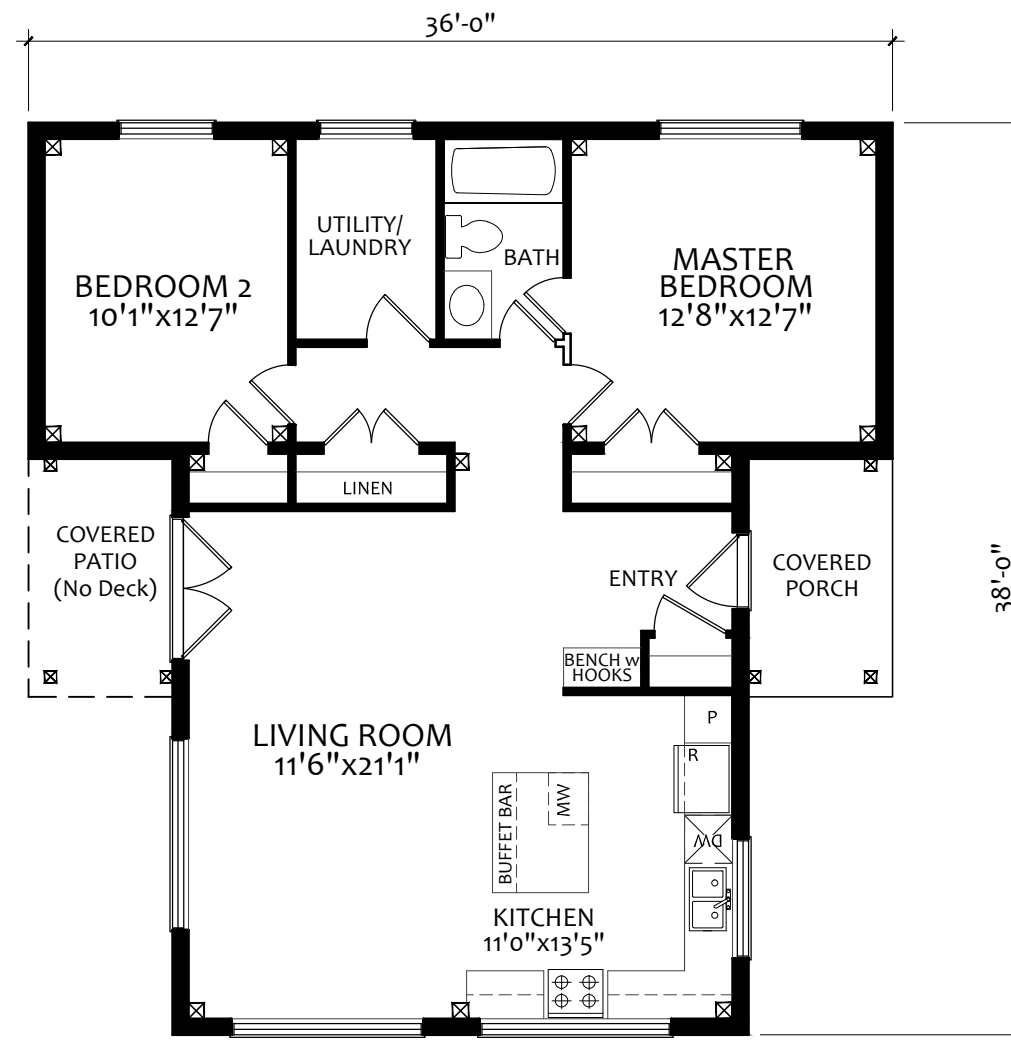 36'-0"
UTILITY/
LAUNDRY
BATH
BEDROOM 2
10'1"x12'7"
MASTER
BEDROOM
12'8"x12'7"
LINEN
COVERED
PATIO
(No Deck)
ENTRY
COVERED
PORCH
38'-0"
BENCH w
HOOKS
P
R
LIVING ROOM
11'6"x21'1"
BUFFET BAR
MW
DW
KITCHEN
11'0"x13'5"